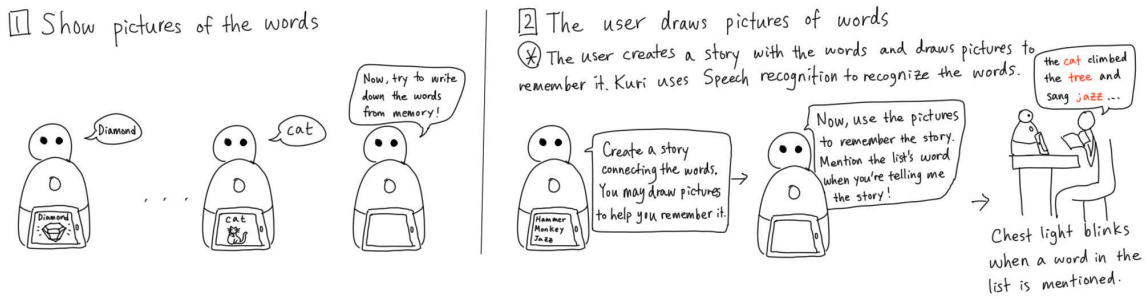 1 Show pictures of the words
Diamond
Diamond
. . .
cat
cat
Now, try to write
down the words
from memory!
2 The user draws pictures of words
* The user creates a story with the words and draws pictures to
remember it. Kuri uses Speech recognition to recognize the words.
Create a story
connecting the words.
You may draw pictures
to help you remember it.
Hammer
Monkey
Jazz
Now, use the pictures
to remember the story.
Mention the list's word
when you're telling me
the story!
the cat climbed
the tree and
sang jazz...
Chest light blinks
when a word in the
list is mentioned.